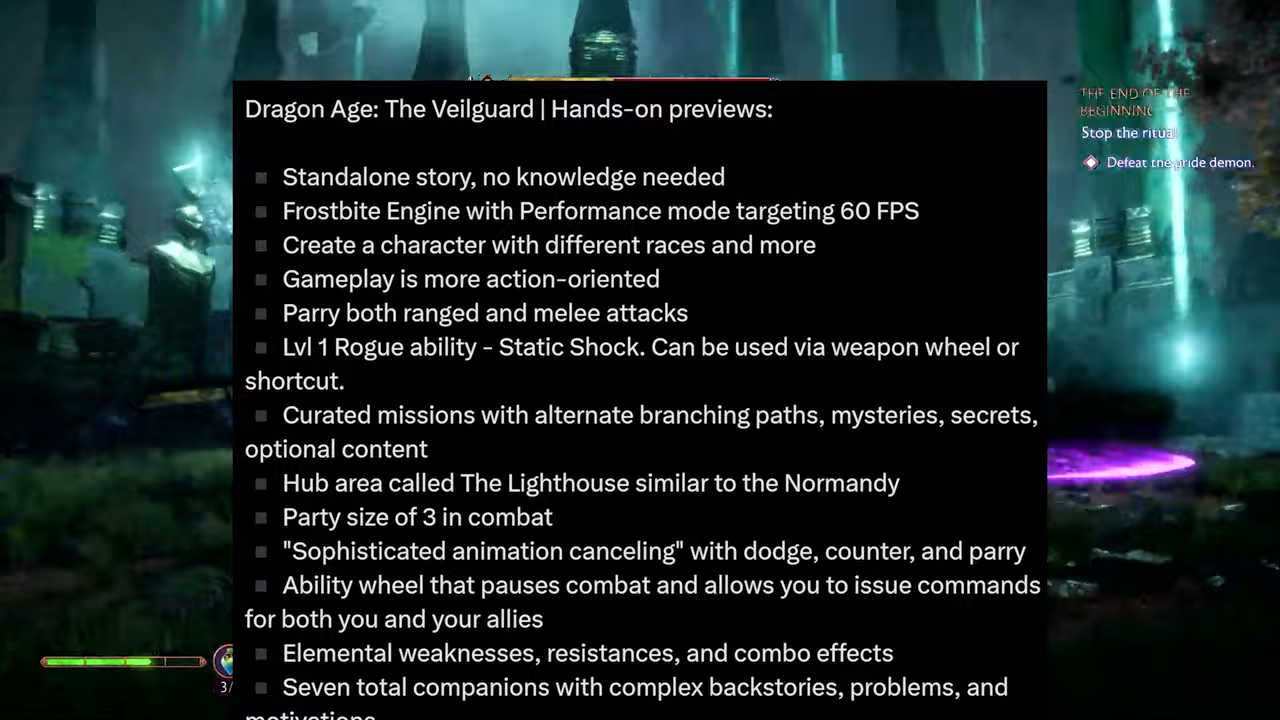 Dragon Age: The Veilguard | Hands-on previews:
THE END OF THE
BEGINNING
Stop the ritual
Defeat the pride demon.
Standalone story, no knowledge needed
Frostbite Engine with Performance mode targeting 60 FPS
Create a character with different races and more
Gameplay is more action-oriented
Parry both ranged and melee attacks
Lvl 1 Rogue ability - Static Shock. Can be used via weapon wheel or
shortcut.
Curated missions with alternate branching paths, mysteries, secrets,
optional content
Hub area called The Lighthouse similar to the Normandy
Party size of 3 in combat
"Sophisticated animation canceling" with dodge, counter, and parry
Ability wheel that pauses combat and allows you to issue commands
for both you and your allies
Elemental weaknesses, resistances, and combo effects
Seven total companions with complex backstories, problems, and
motivations
3/